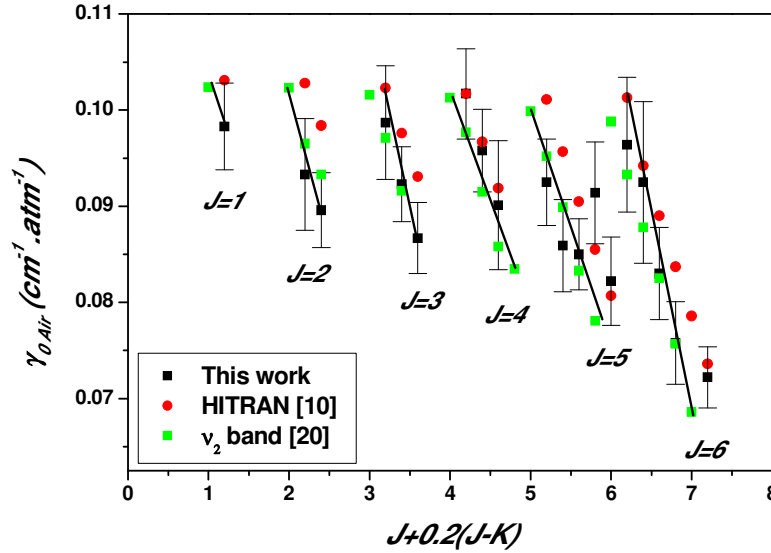 0.11
0.10
0.09
0.08
0.07
γ0 Air (cm-1.atm-1)
J=1
J=2
J=3
J=4
J=5
J=6
This work
HITRAN [10]
ν2 band [20]
0 1 2 3 4 5 6 7 8
J+0.2(J-K)